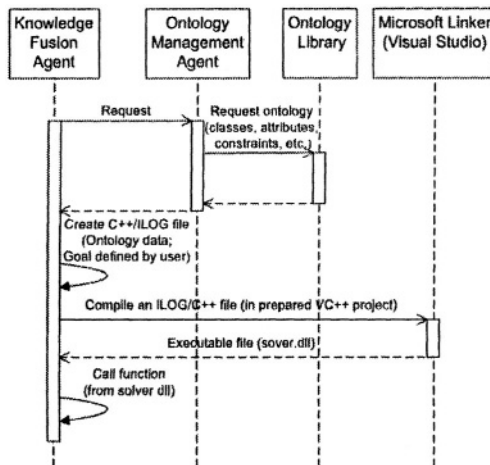 Knowledge
Fusion
Agent
Ontology
Management
Agent
Ontology
Library
Microsoft Linker
(Visual Studio)
Request
Request ontology
(classes, attributes,
constraints, etc.)
Create C++/ILOG file
(Ontology data;
Goal defined by user)
Compile an ILOG/C++ file (in prepared VC++ project)
Executable file (sover.dll)
Call function
(from solver dll)